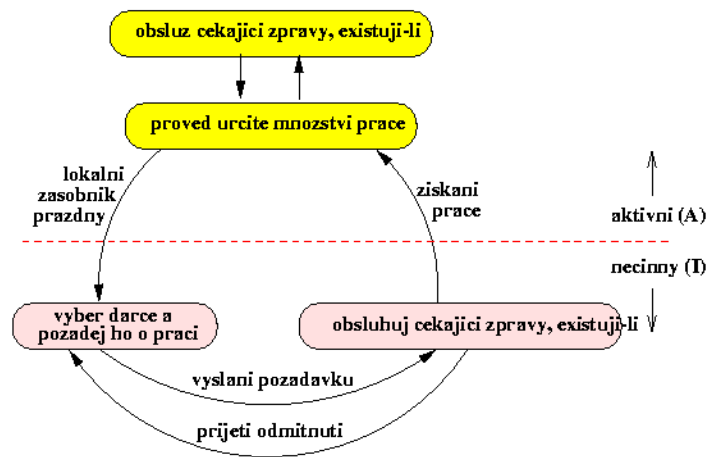 obsluz cekajici zpravy, existuji-li
proved urcite mnozstvi prace
lokalni
zasobnik
prazdny
ziskani
prace
aktivni (A)
necinny (I)
vyber darce a
pozadej ho o praci
obsluhuj cekajici zpravy, existuji-li
vyslani pozadavku
prijeti odmitnuti